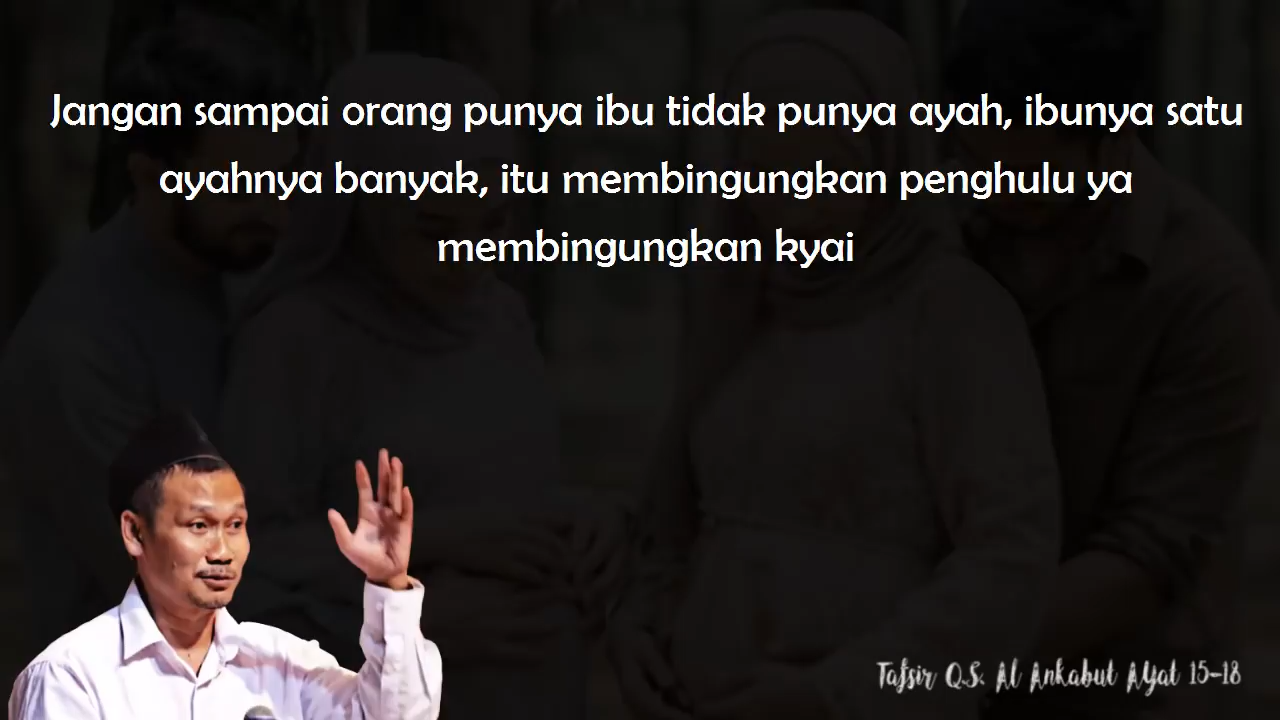 Jangan sampai orang punya ibu tidak punya ayah, ibunya satu
ayahnya banyak, itu membingungkan penghulu ya
membingungkan kyai
Tafsir Q.S. Al Ankabut Ayat 15-18